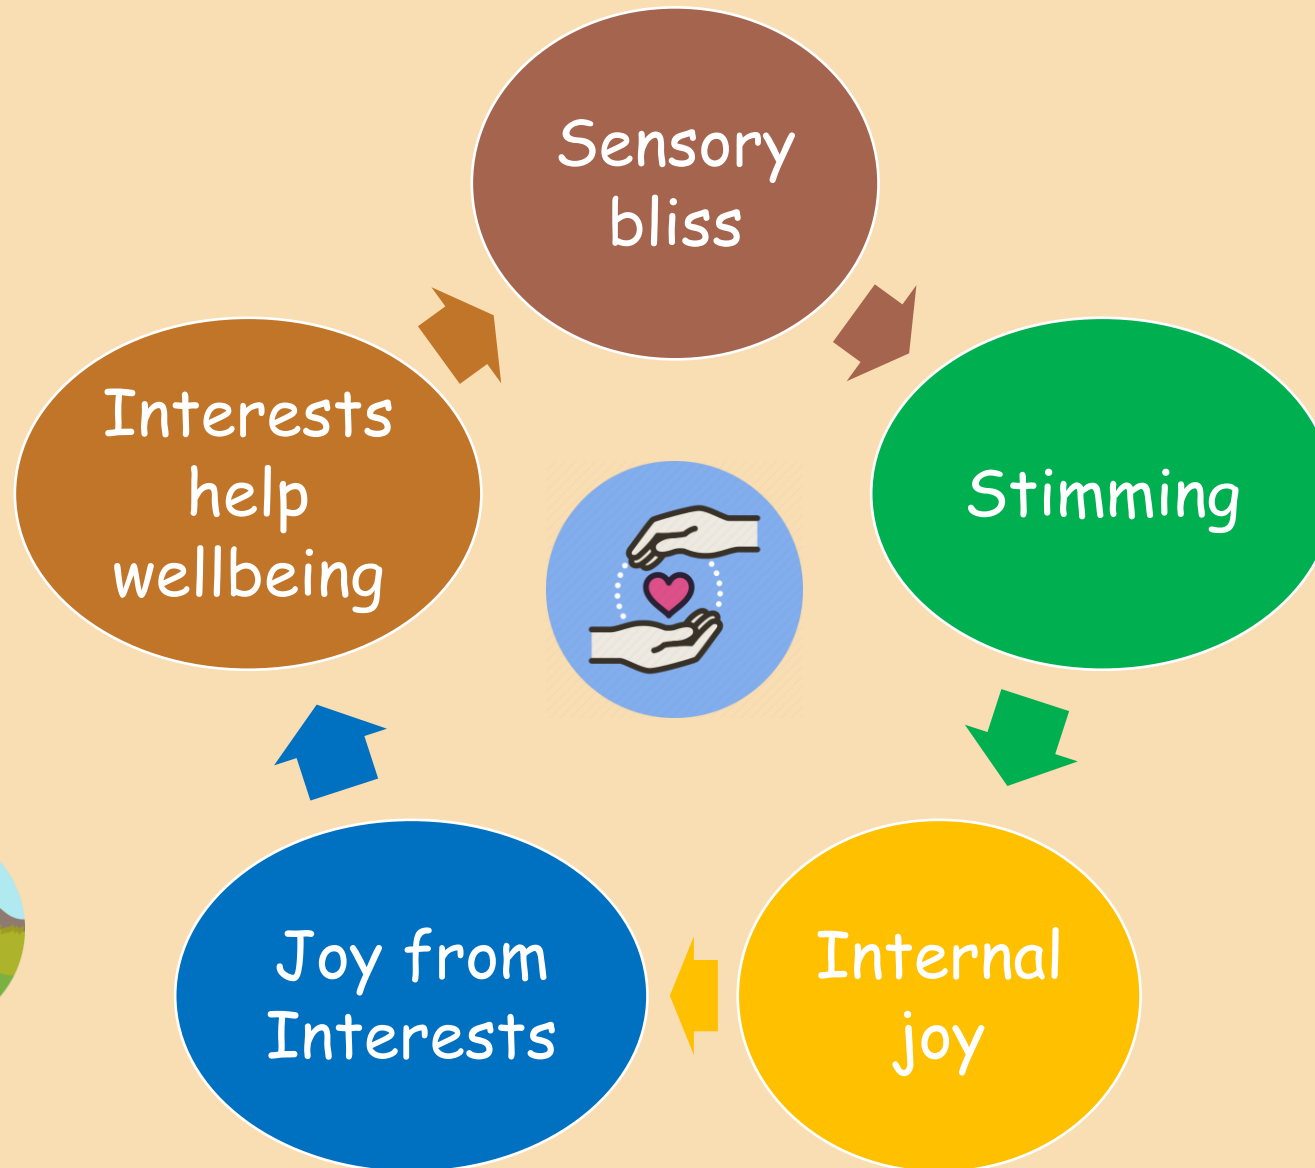 Sensory
bliss
Stimming
Internal
joy
Joy from
Interests
Interests
help
wellbeing